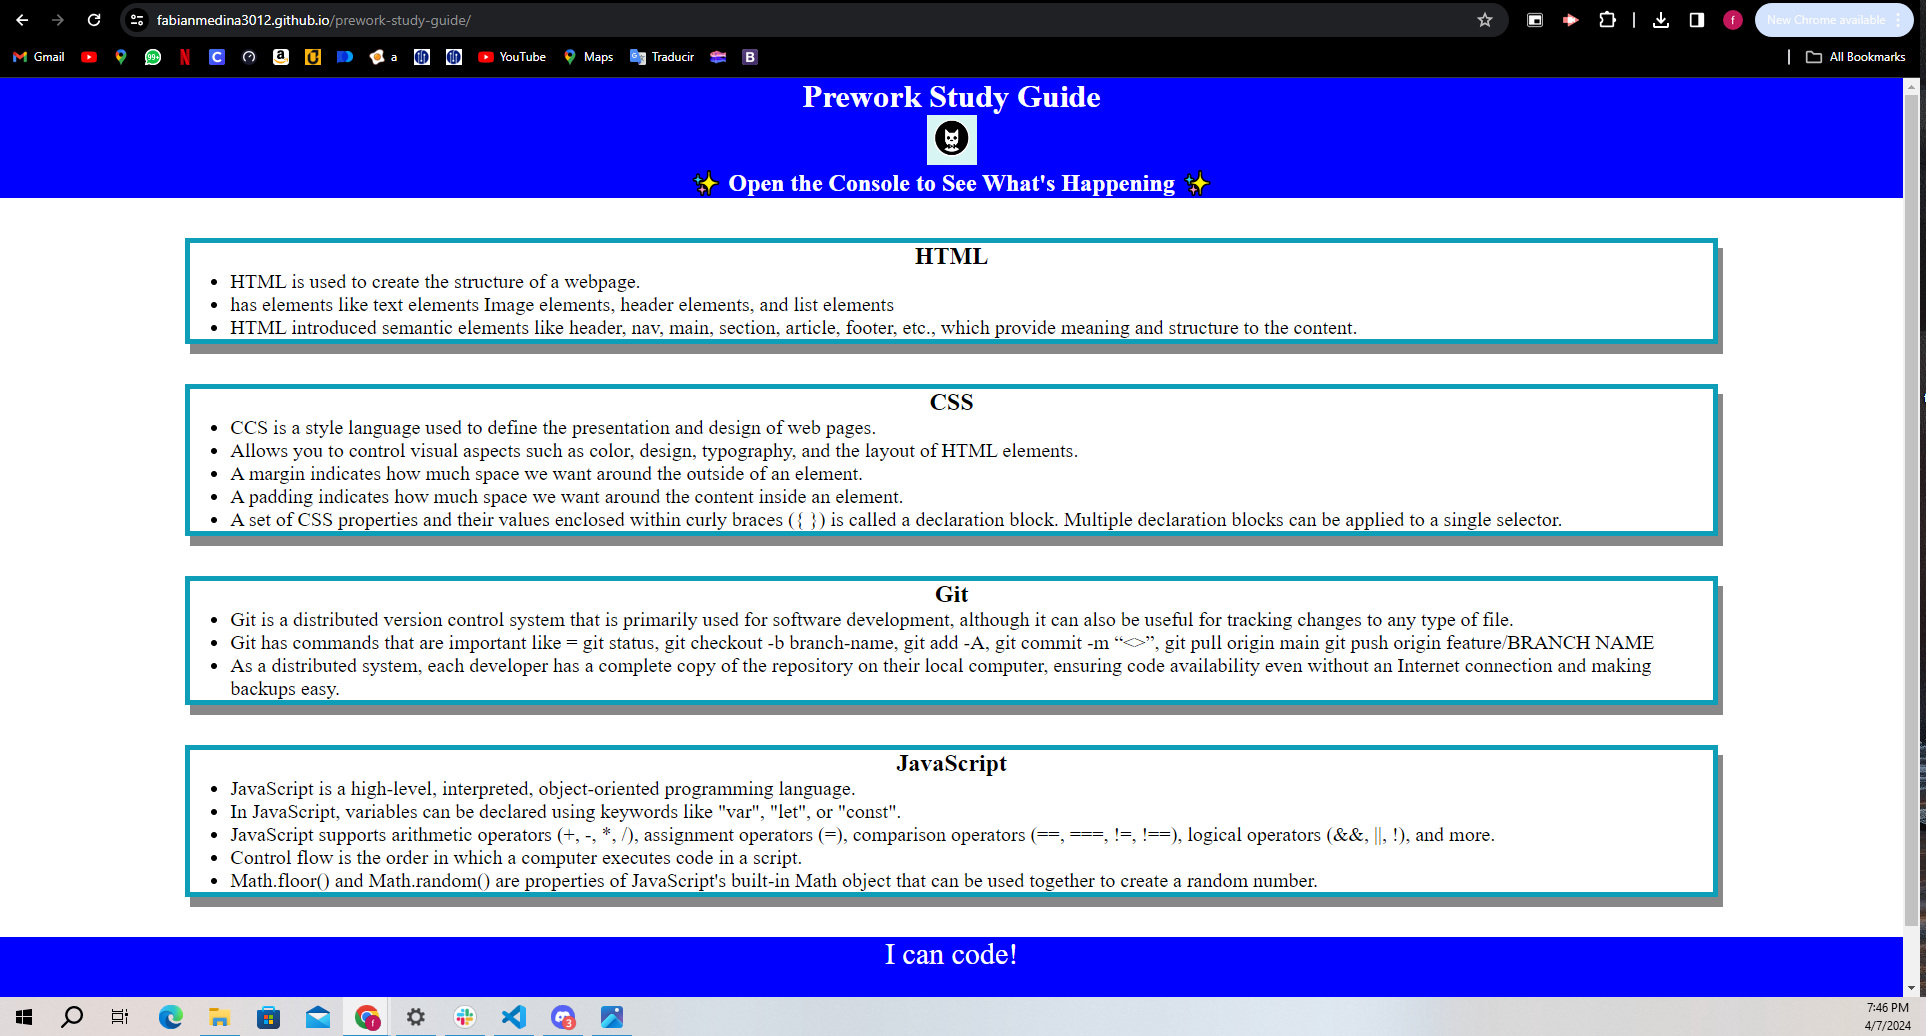 fabianmedina3012.github.io/prework-study-guide/
f
New Chrome available
Gmail
99+
a
YouTube
Maps
Traducir
B
All Bookmarks
Prework Study Guide
✨ Open the Console to See What's Happening ✨
HTML
• HTML is used to create the structure of a webpage.
• has elements like text elements Image elements, header elements, and list elements
• HTML introduced semantic elements like header, nav, main, section, article, footer, etc., which provide meaning and structure to the content.
CSS
• CCS is a style language used to define the presentation and design of web pages.
• Allows you to control visual aspects such as color, design, typography, and the layout of HTML elements.
• A margin indicates how much space we want around the outside of an element.
• A padding indicates how much space we want around the content inside an element.
• A set of CSS properties and their values enclosed within curly braces ({ }) is called a declaration block. Multiple declaration blocks can be applied to a single selector.
Git
• Git is a distributed version control system that is primarily used for software development, although it can also be useful for tracking changes to any type of file.
• Git has commands that are important like = git status, git checkout -b branch-name, git add -A, git commit -m “<>”, git pull origin main git push origin feature/BRANCH NAME
• As a distributed system, each developer has a complete copy of the repository on their local computer, ensuring code availability even without an Internet connection and making
backups easy.
JavaScript
• JavaScript is a high-level, interpreted, object-oriented programming language.
• In JavaScript, variables can be declared using keywords like "var", "let", or "const".
• JavaScript supports arithmetic operators (+, -, *, /), assignment operators (=), comparison operators (==, ===, !=, !==), logical operators (&&, ||, !), and more.
• Control flow is the order in which a computer executes code in a script.
• Math.floor() and Math.random() are properties of JavaScript's built-in Math object that can be used together to create a random number.
I can code!
f
3
7:46 PM
4/7/2024